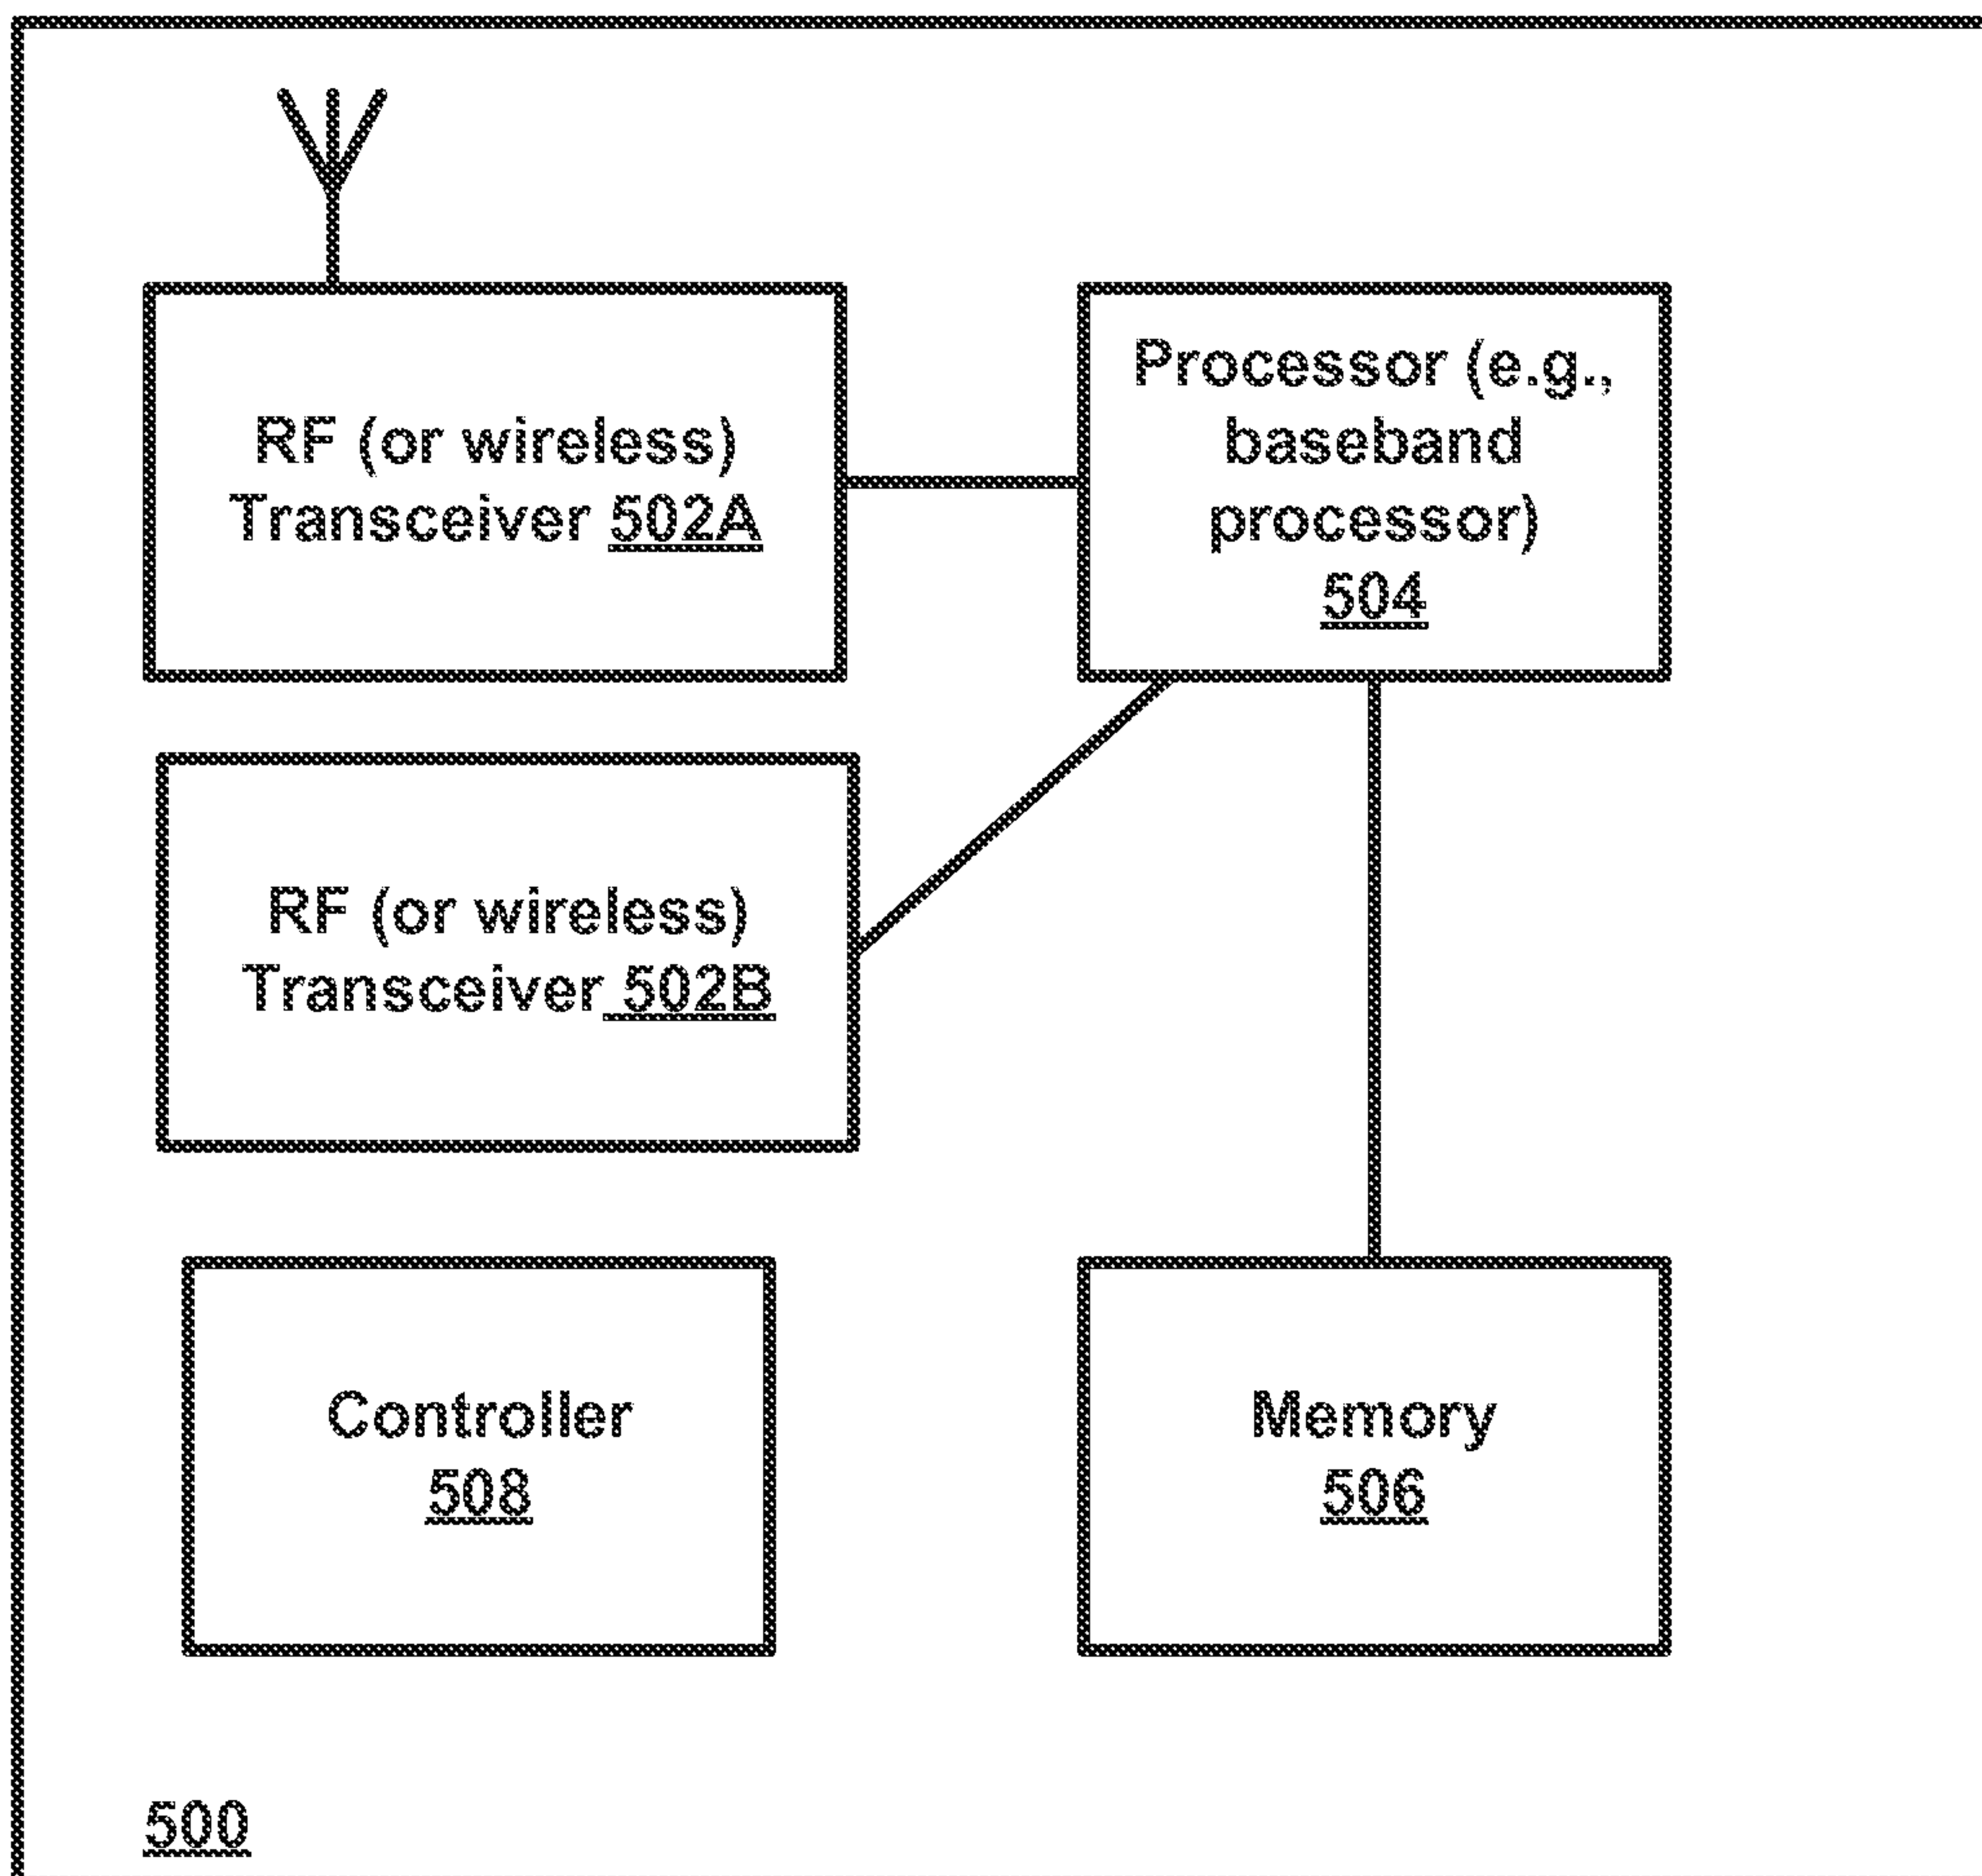 RF (or wireless)
Transceiver 502A
Processor (e.g.,
baseband
processor)
504
RF (or wireless)
Transceiver 502B
Controller
508
Memory
506
500